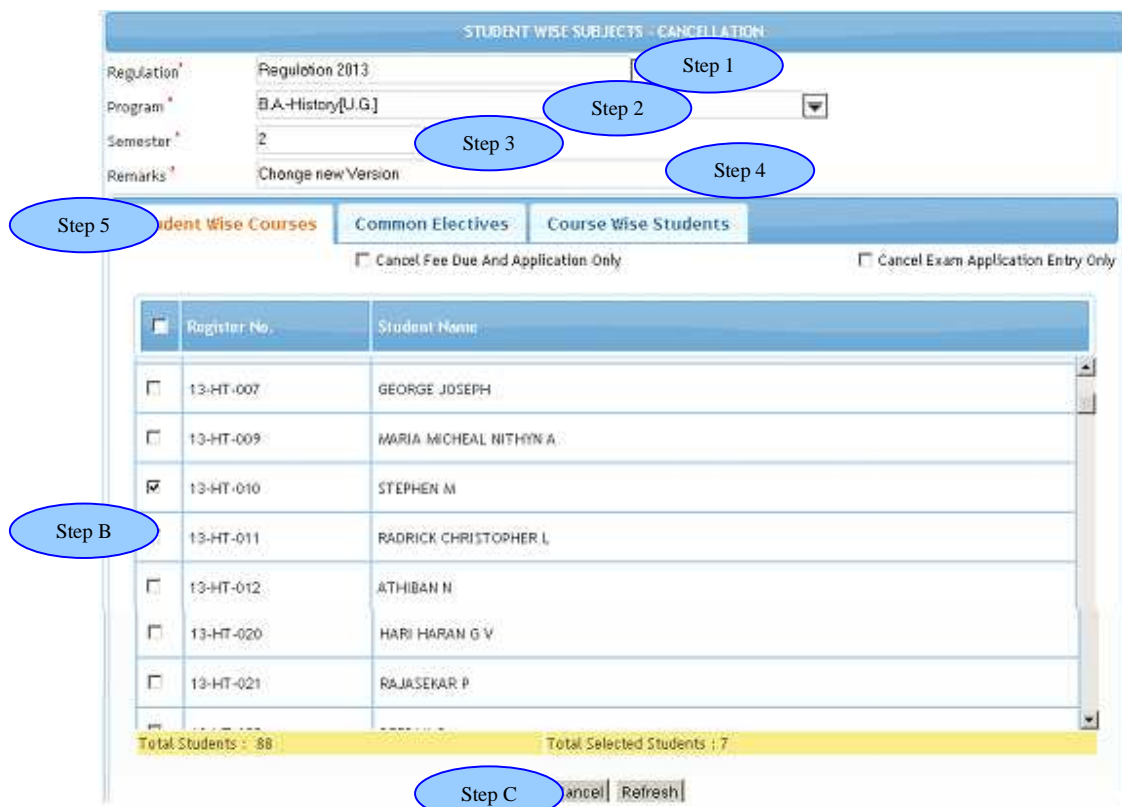 STUDENT WISE SUBJECTS - CANCELLATION
Regulation* Regulation 2013 Step 1
Program* B.A-History[U.G.] Step 2
Semester* 2 Step 3
Remarks* Change new Version Step 4
Step 5 dent Wise Courses Common Electives Course Wise Students
Cancel Fee Due And Application Only Cancel Exam Application Entry Only
Register No. Student Name
13-HT-007 GEORGE JOSEPH
13-HT-009 MARIA MICHEAL NITHYN A
13-HT-010 STEPHEN M
Step B 13-HT-011 RADRICK CHRISTOPHER L
13-HT-012 ATHIBAN N
13-HT-020 HARI HARAN G V
13-HT-021 RAJASEKAR P
Total Students : 88 Total Selected Students : 7
Step C ancel Refresh